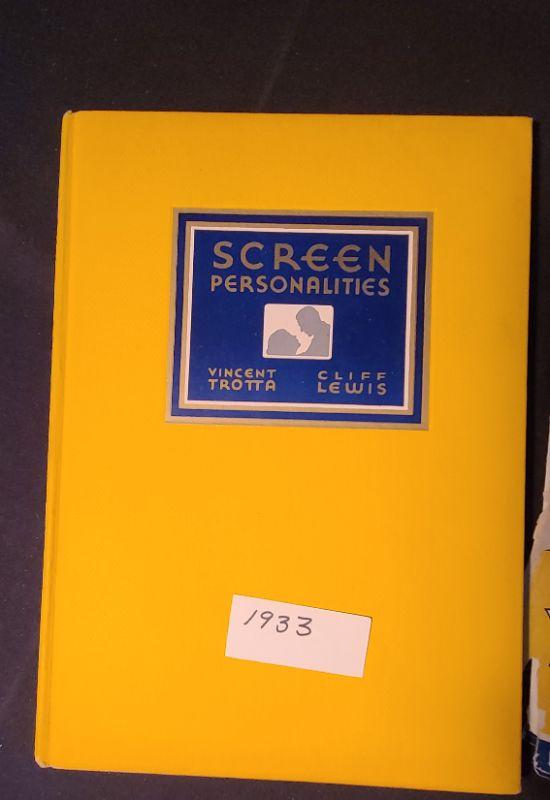 SCREEN
PERSONALITIES
VINCENT
TROTTA
CLIFF
LEWIS
1933